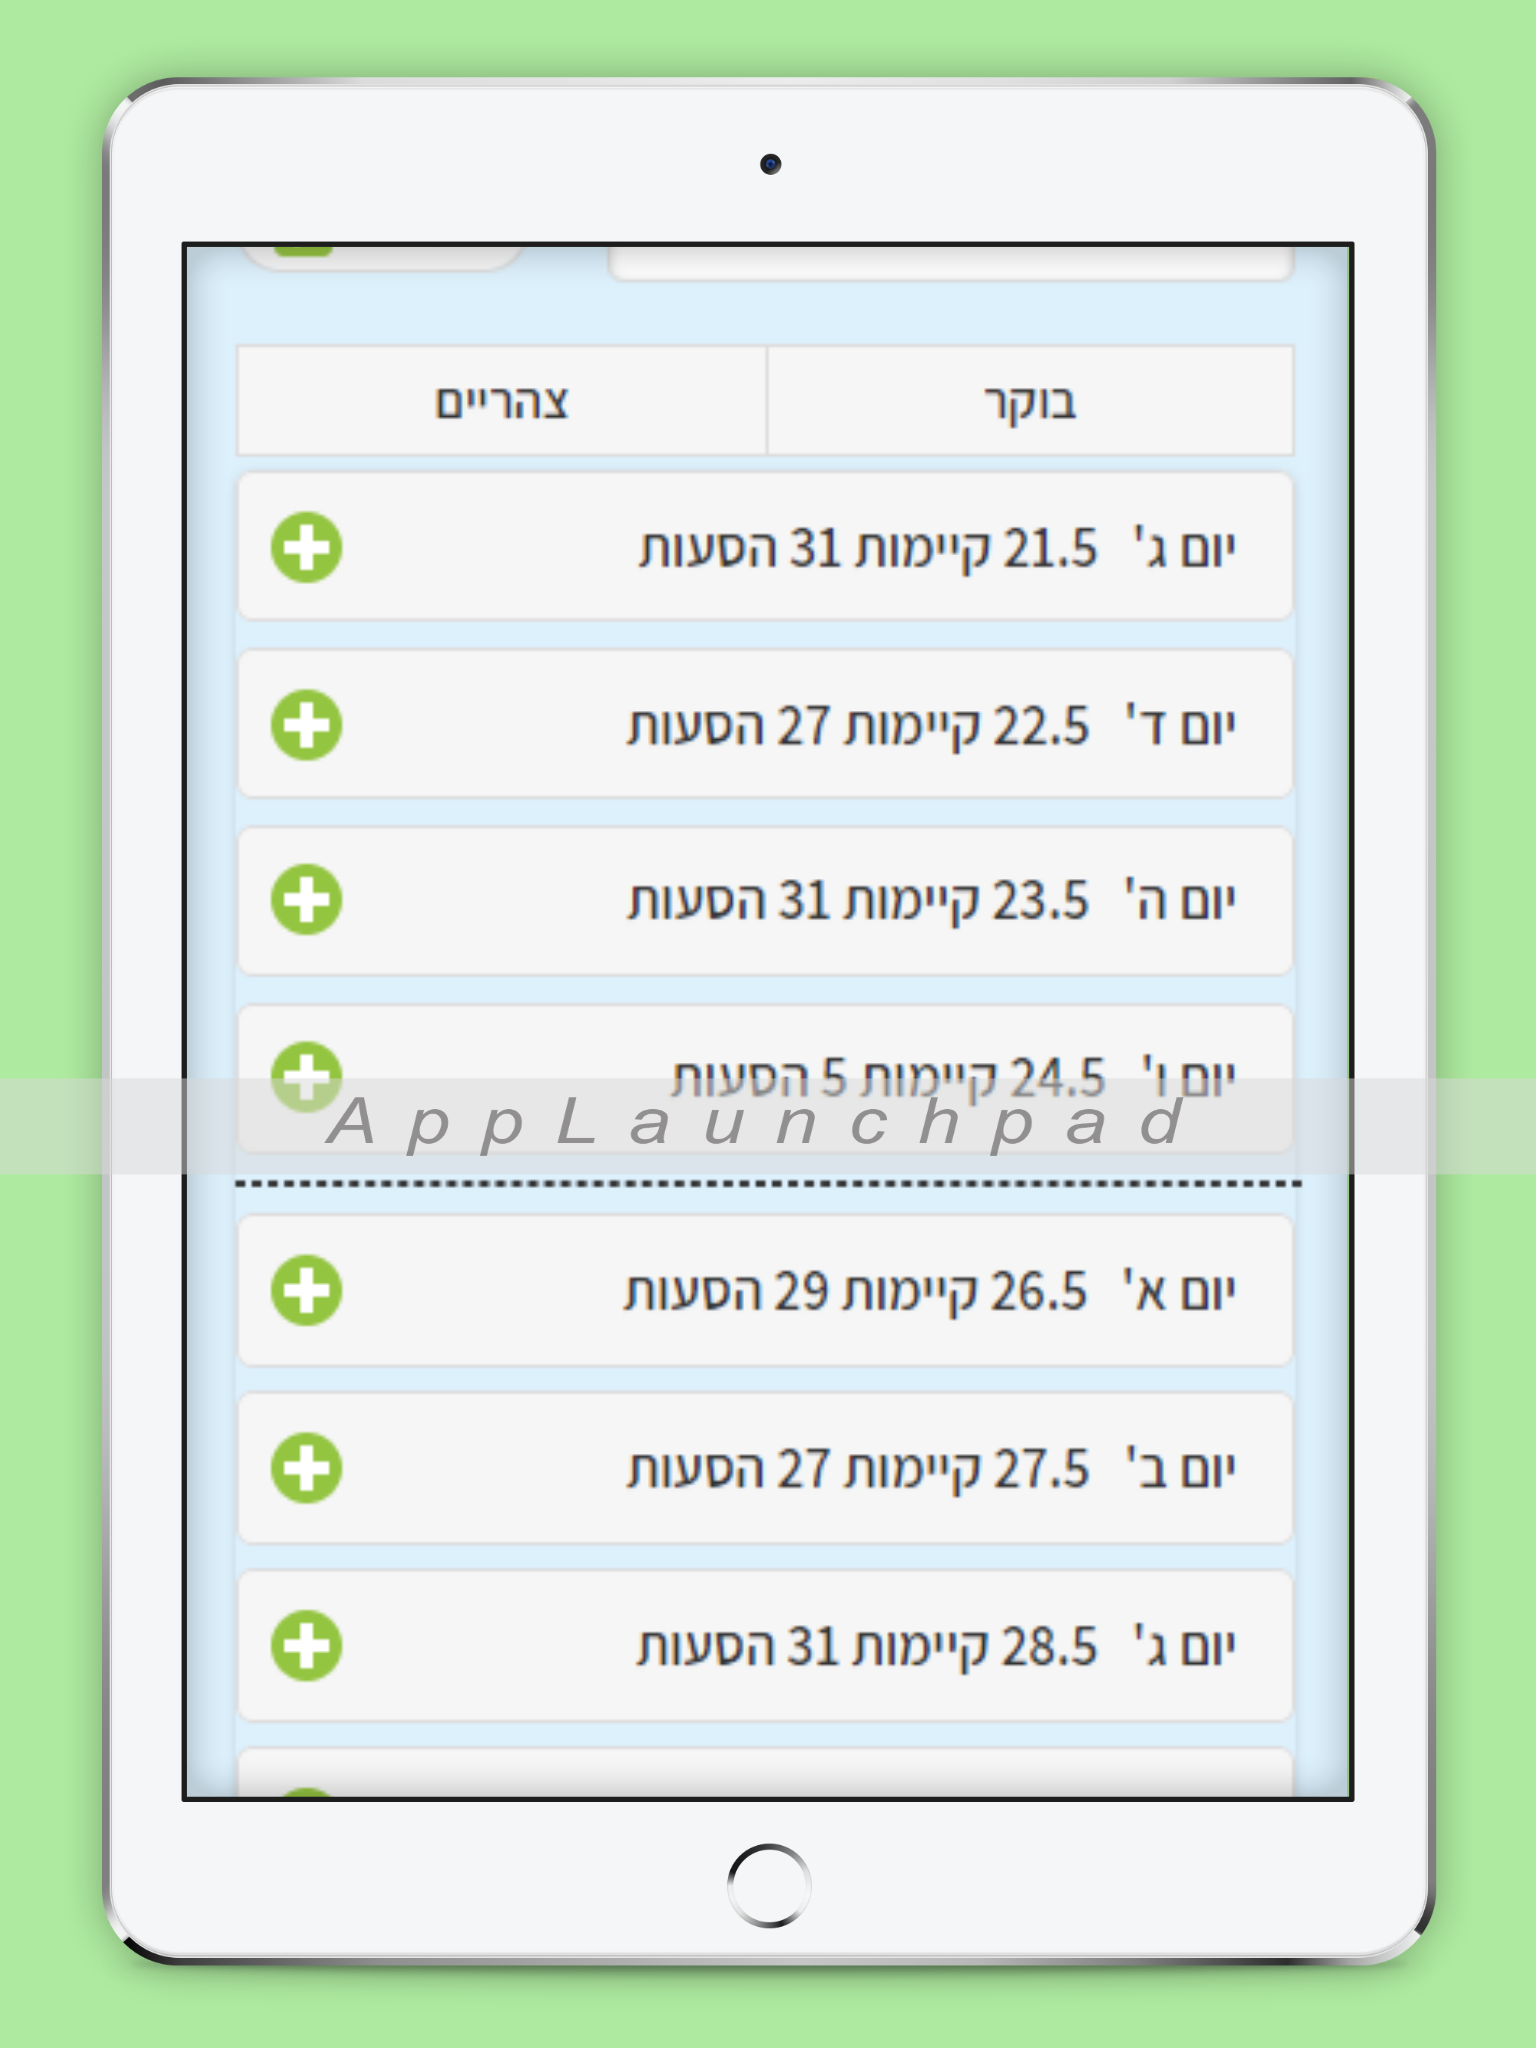 בוקר
צהריים
יום ג' 21.5 קיימות 31 הסעות
יום ד' 22.5 קיימות 27 הסעות
יום ה' 23.5 קיימות 31 הסעות
יום ו' 24.5 קיימות 5 הסעות
AppLaunchpad
יום א' 26.5 קיימות 29 הסעות
יום ב' 27.5 קיימות 27 הסעות
יום ג' 28.5 קיימות 31 הסעות